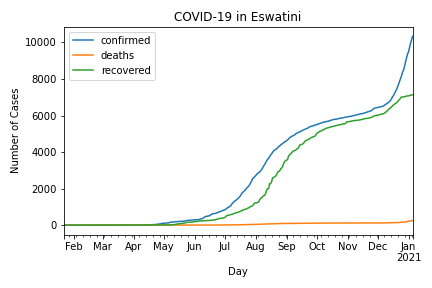 COVID-19 in Eswatini
confirmed
deaths
recovered
Number of Cases
10000
8000
6000
4000
2000
0
Feb Mar Apr May Jun Jul Aug Sep Oct Nov Dec Jan
2021
Day